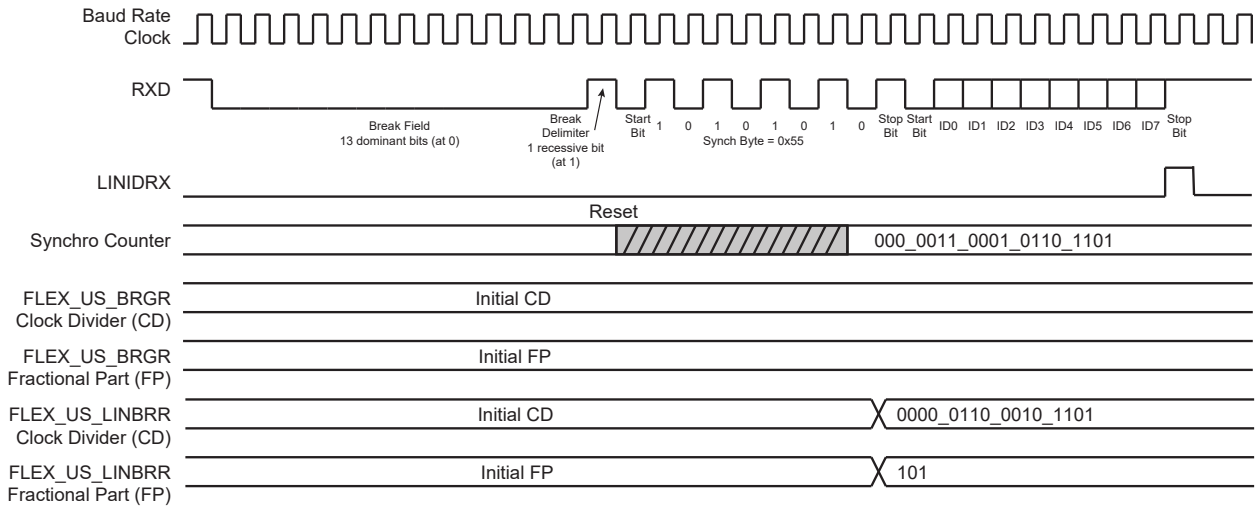 Baud Rate
Clock
RXD
Break Field
13 dominant bits (at 0)
Break
Delimiter
1 recessive bit
(at 1)
Start
Bit
1 0 1 0 1 0 1 0
Synch Byte = 0x55
Stop
Bit
Start
Bit
ID0 ID1 ID2 ID3 ID4 ID5 ID6 ID7
Stop
Bit
LINIDRX
Reset
Synchro Counter
000_0011_0001_0110_1101
FLEX_US_BRGR
Clock Divider (CD)
Initial CD
FLEX_US_BRGR
Fractional Part (FP)
Initial FP
FLEX_US_LINBRR
Clock Divider (CD)
Initial CD
0000_0110_0010_1101
FLEX_US_LINBRR
Fractional Part (FP)
Initial FP
101